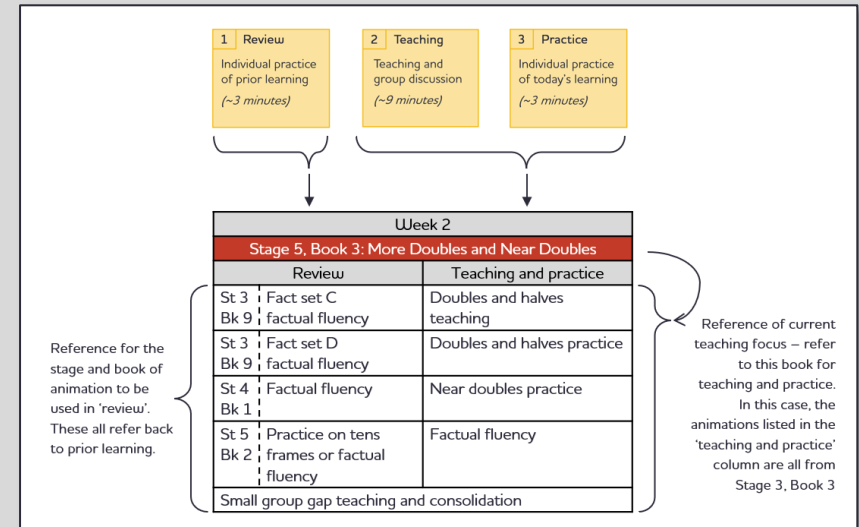 1 Review
Individual practice
of prior learning
(~3 minutes)
2 Teaching
Teaching and
group discussion
(~9 minutes)
3 Practice
Individual practice
of today's learning
(~3 minutes)
Week 2
Stage 5, Book 3: More Doubles and Near Doubles
Review
Teaching and practice
St 3 Fact set C
Bk 9 factual fluency
Doubles and halves
teaching
St 3 Fact set D
Bk 9 factual fluency
Doubles and halves practice
St 4 Factual fluency
Bk 1
Near doubles practice
St 5 Practice on tens
Bk 2 frames or factual
fluency
Factual fluency
Small group gap teaching and consolidation
Reference for the
stage and book of
animation to be
used in ‘review’.
These all refer back
to prior learning.
Reference of current
teaching focus – refer
to this book for
teaching and practice.
In this case, the
animations listed in the
‘teaching and practice’
column are all from
Stage 3, Book 3